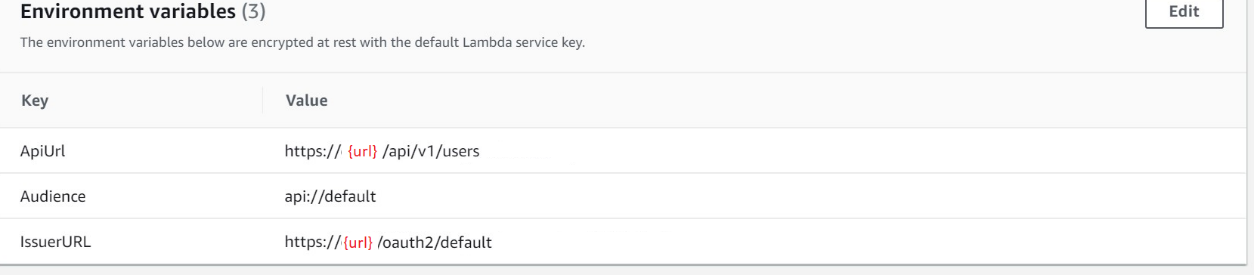 Environment variables (3)
Edit
The environment variables below are encrypted at rest with the default Lambda service key.
Key Value
ApiUrl https:// {url} /api/v1/users
Audience api://default
IssuerURL https:// {url} /oauth2/default